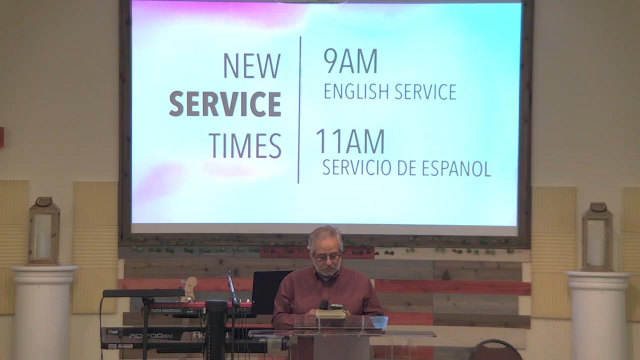 NEW
SERVICE
TIMES
9AM
ENGLISH SERVICE
11AM
SERVICIO DE ESPANOL